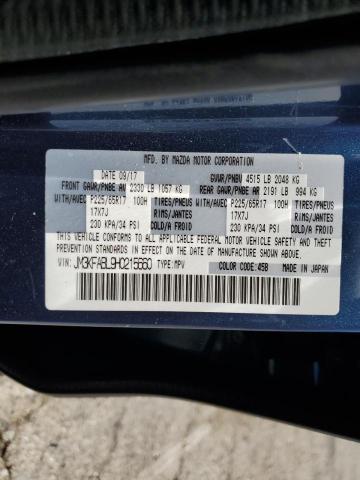 MFD. BY MAZDA MOTOR CORPORATION
DATE 09/17 GVWR/PNBV 4515 LB 2048 KG
FRONT GAWR/PNBE AV 2330 LB 1057 KG REAR GAWR/PNBE AR 2191 LB 994 KG
WITH/AVEC P225/65R17 100H TIRES/PNEUS WITH/AVEC P225/65R17 100H TIRES/PNEUS
17X7J RIMS/JANTES 17X7J RIMS/JANTES
230 KPA/34 PSI COLD/A FROID 230 KPA/34 PSI COLD/A FROID
THIS VEHICLE CONFORMS TO ALL APPLICABLE FEDERAL MOTOR VEHICLE SAFETY, BUMPER, AND THEFT
PREVENTION STANDARDS IN EFFECT ON THE DATE OF MANUFACTURE SHOWN ABOVE.
VIN: JM3KFABL9H0215660 TYPE: MPV COLOR CODE: 45B MADE IN JAPAN